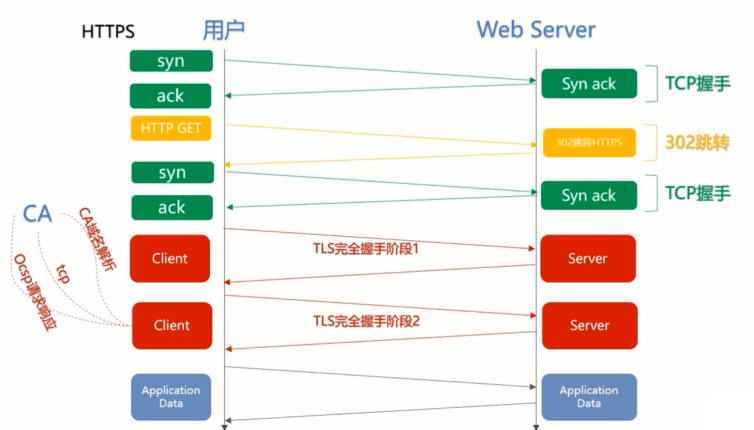 HTTPS
用户
Web Server
syn
Syn ack
TCP握手
ack
HTTP GET
302跳转HTTPS
302跳转
syn
Syn ack
TCP握手
ack
CA
CA域名解析
tcp
Ocsp请求响应
Client
TLS完全握手阶段1
Server
Client
TLS完全握手阶段2
Server
Application
Data
Application
Data